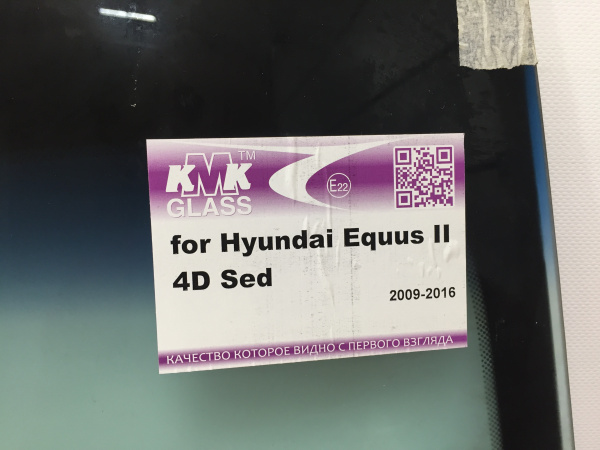 KMK™
GLASS
E22
for Hyundai Equus II
4D Sed
2009-2016
КАЧЕСТВО КОТОРОЕ ВИДНО С ПЕРВОГО ВЗГЛЯДА